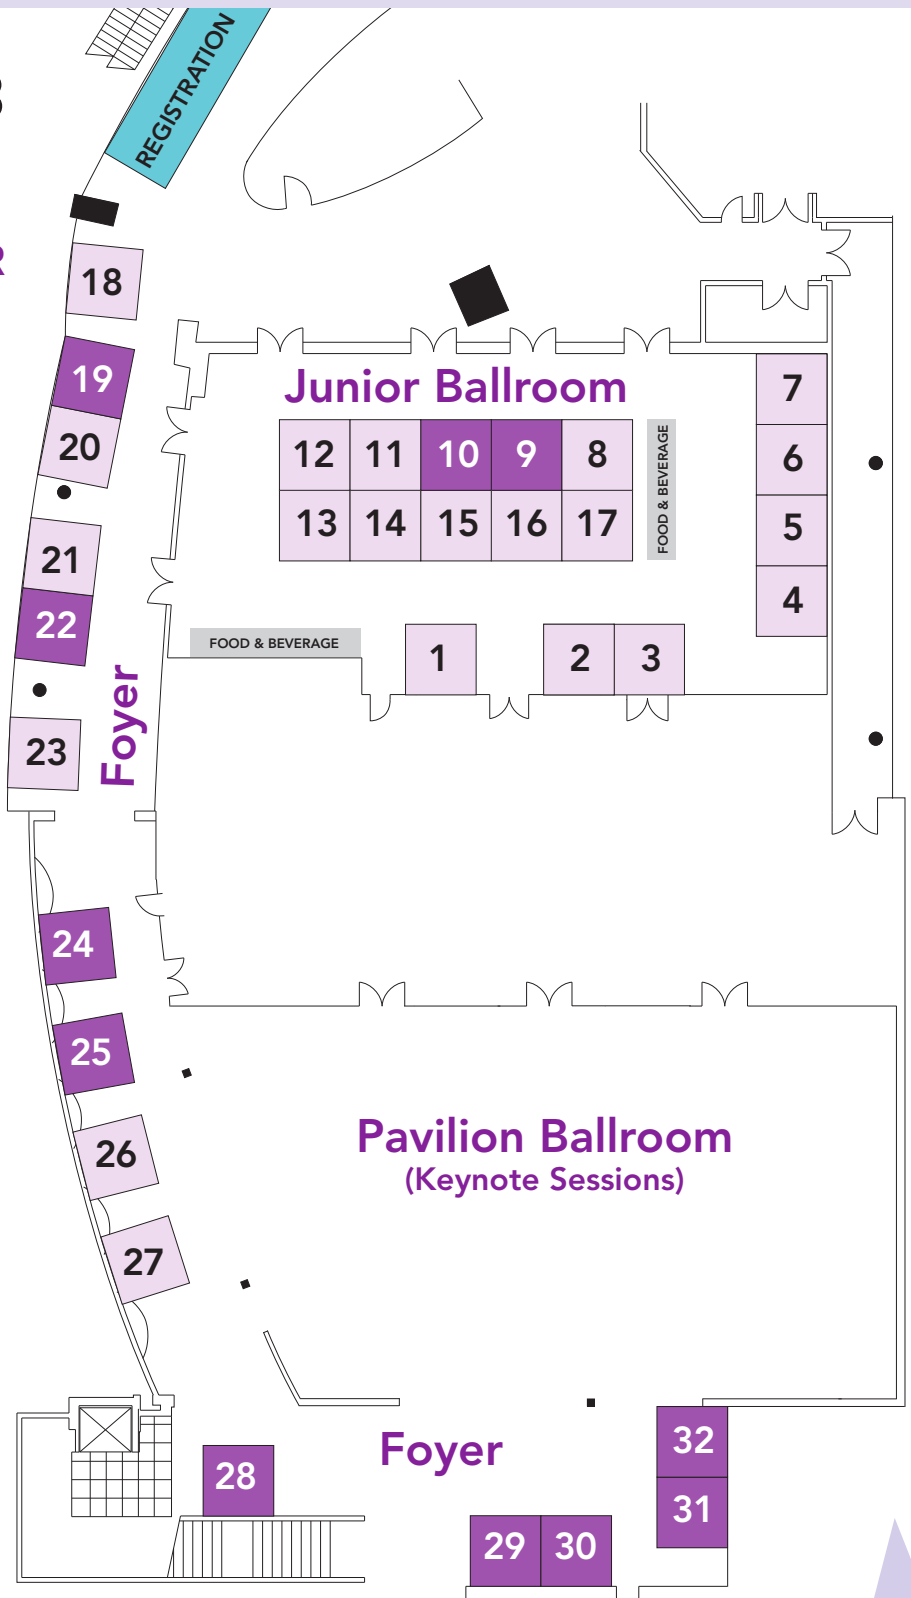 REGISTRATION
R
18
19
20
21
22
23
Foyer
Junior Ballroom
12 11 10 9 8
13 14 15 16 17
FOOD & BEVERAGE
7
6
5
4
FOOD & BEVERAGE
1 2 3
24
25
26
27
Pavilion Ballroom
(Keynote Sessions)
Foyer
28
29 30
32
31